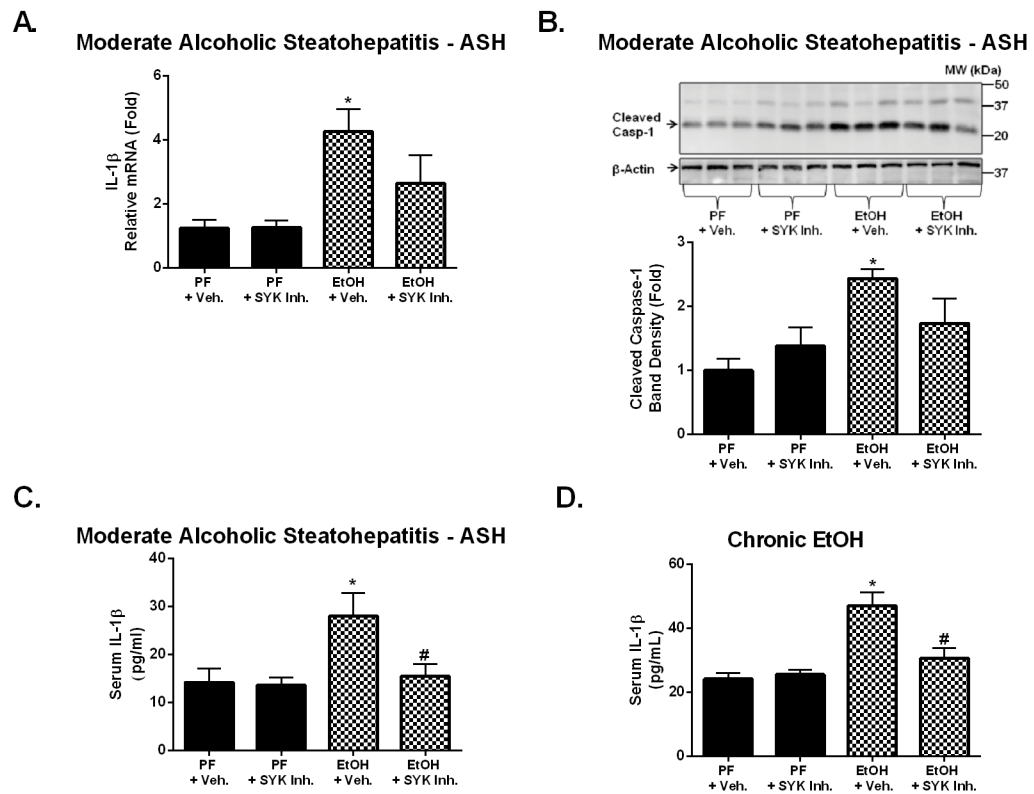 A.
Moderate Alcoholic Steatohepatitis - ASH
IL-1β
Relative mRNA (Fold)
6
4
2
0
*
PF
+ Veh.
PF
+ SYK Inh.
EtOH
+ Veh.
EtOH
+ SYK Inh.
B.
Moderate Alcoholic Steatohepatitis - ASH
MW (kDa)
50
37
20
Cleaved
Casp-1
β-Actin
37
PF
+ Veh.
PF
+ SYK Inh.
EtOH
+ Veh.
EtOH
+ SYK Inh.
Cleaved Caspase-1
Band Density (Fold)
3
2
1
0
*
PF
+ Veh.
PF
+ SYK Inh.
EtOH
+ Veh.
EtOH
+ SYK Inh.
C.
Moderate Alcoholic Steatohepatitis - ASH
Serum IL-1β
(pg/ml)
40
30
20
10
0
*
#
PF
+ Veh.
PF
+ SYK Inh.
EtOH
+ Veh.
EtOH
+ SYK Inh.
D.
Chronic EtOH
Serum IL-1β
(pg/mL)
60
40
20
0
*
#
PF
+ Veh.
PF
+ SYK Inh.
EtOH
+ Veh.
EtOH
+ SYK Inh.